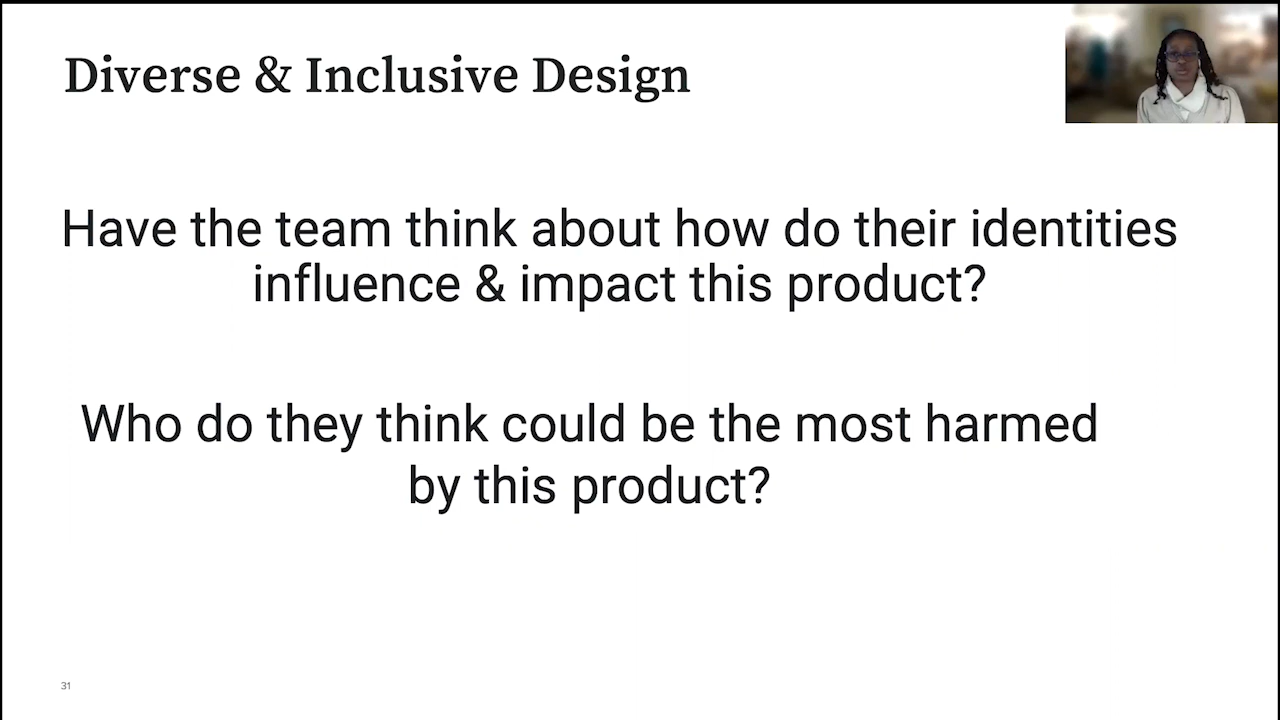 Diverse & Inclusive Design
Have the team think about how do their identities
influence & impact this product?
Who do they think could be the most harmed
by this product?
31